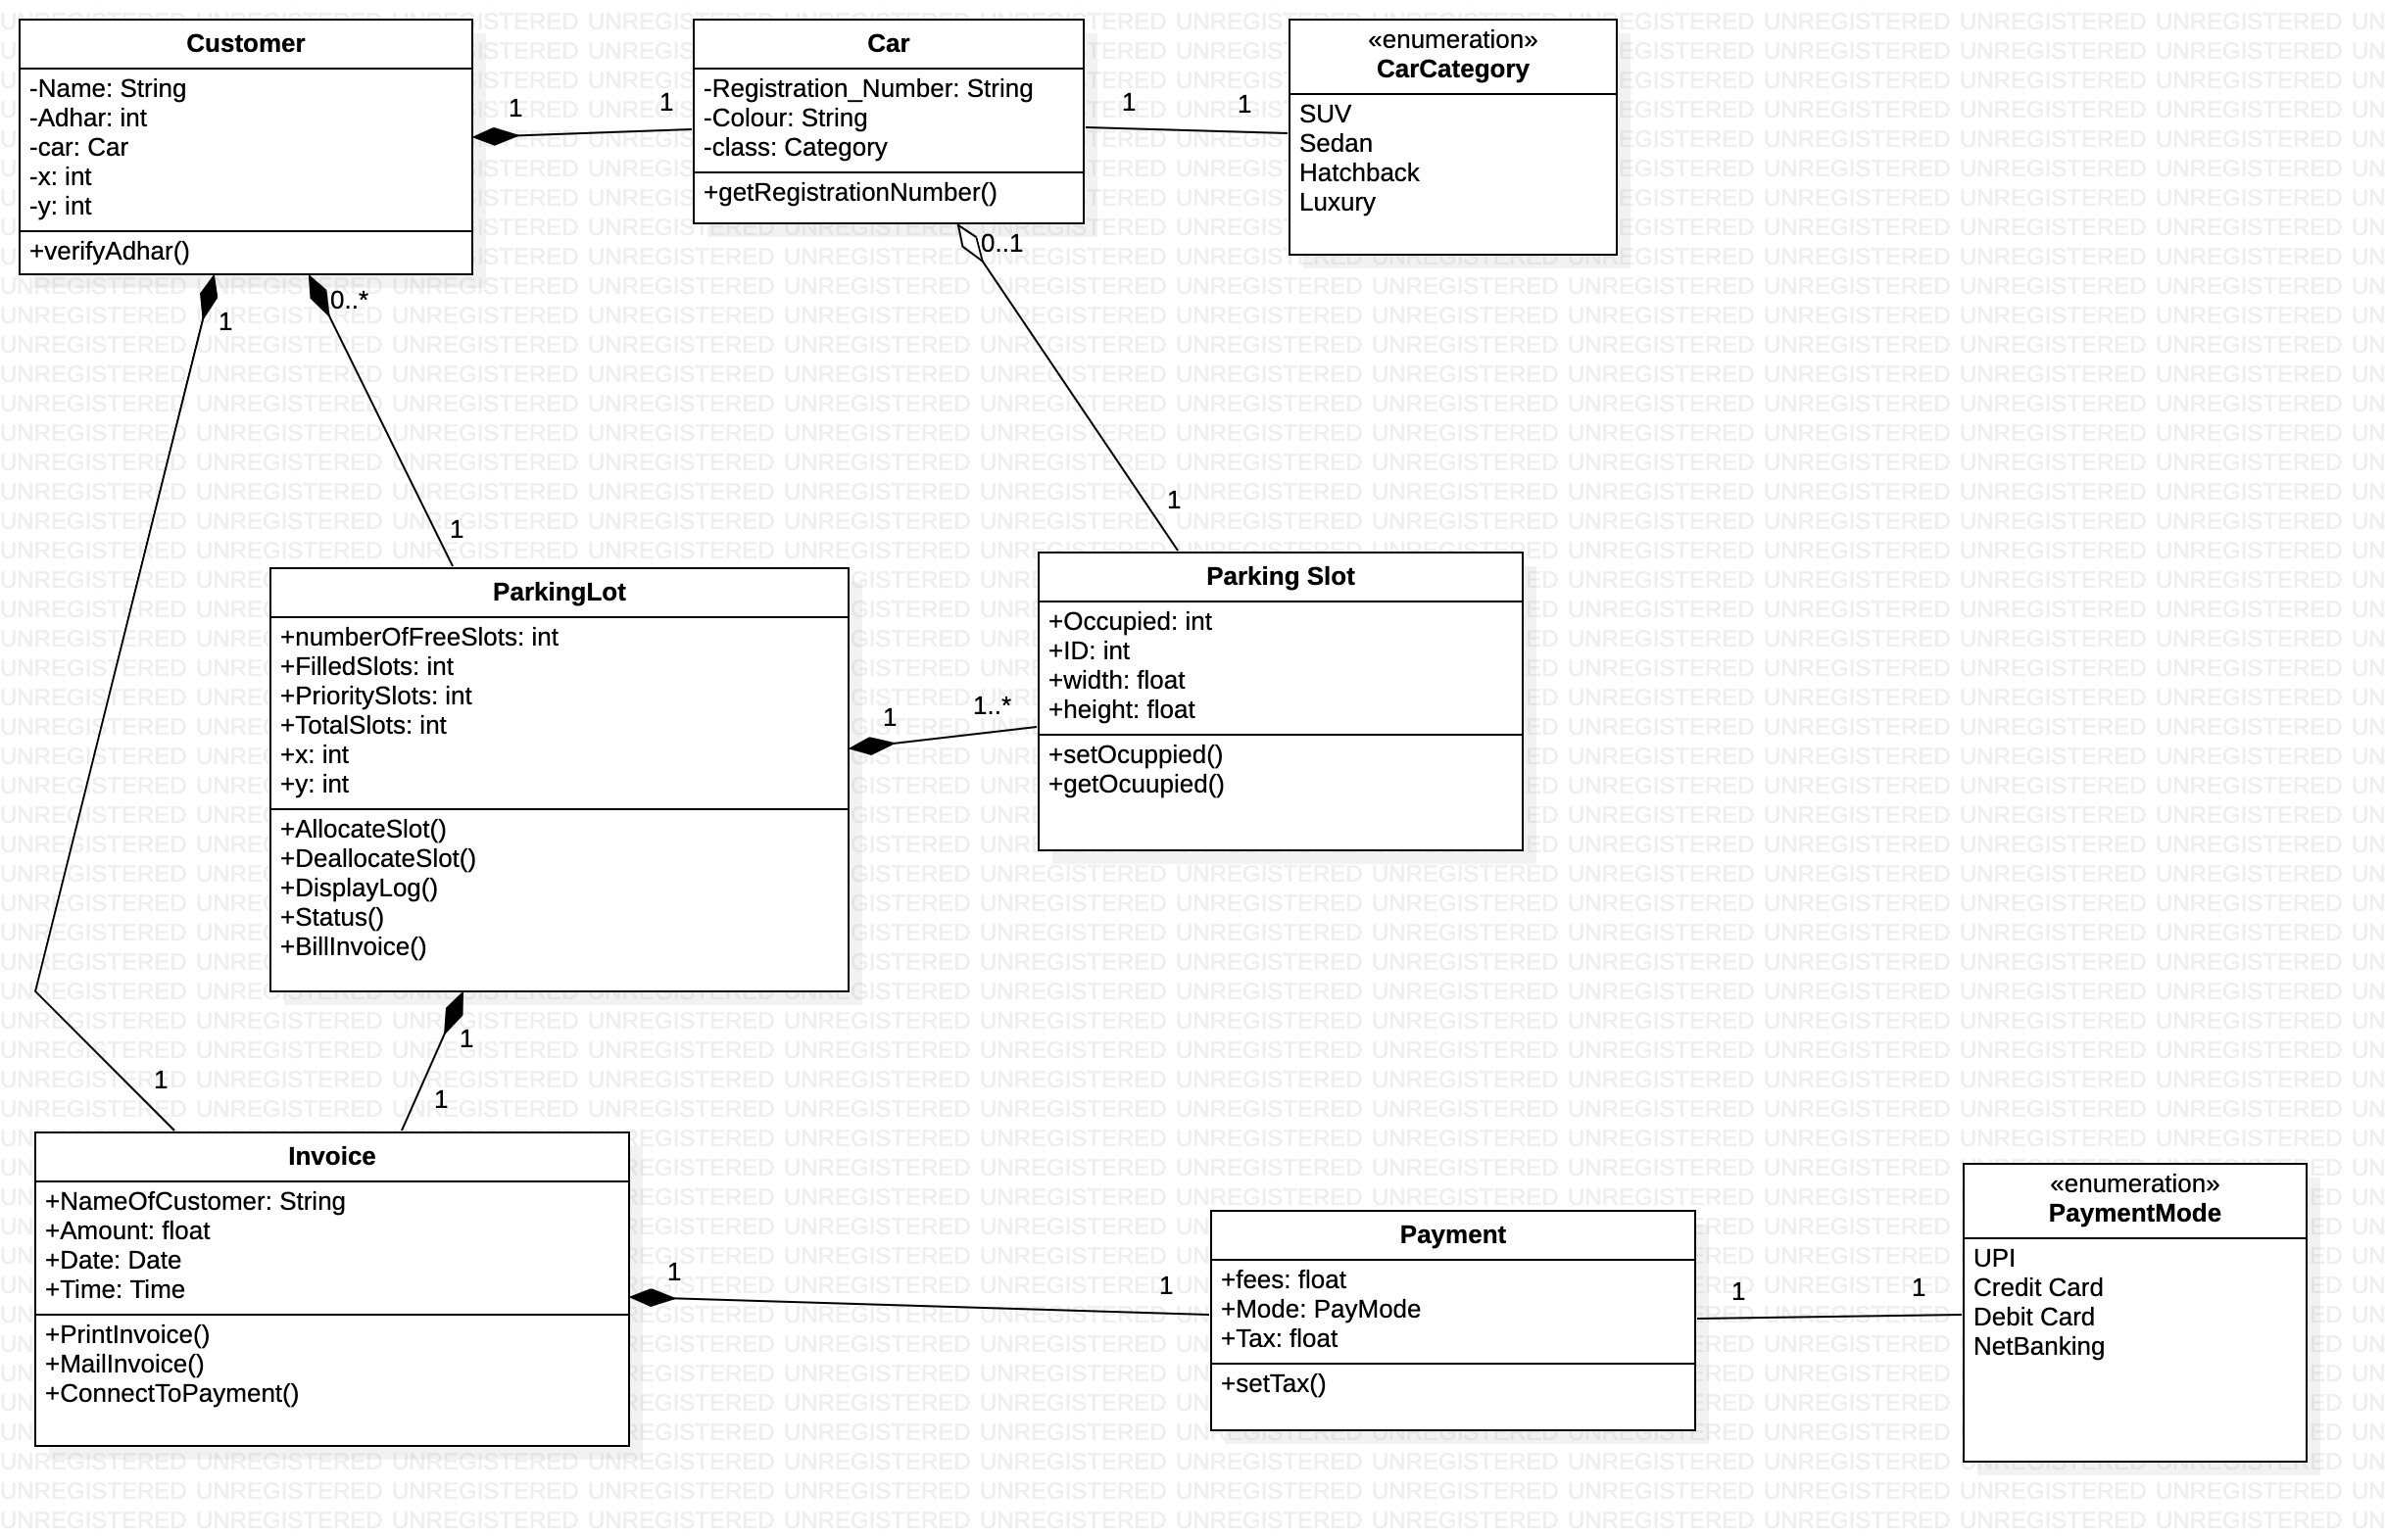 Customer
-Name: String
-Adhar: int
-car: Car
-x: int
-y: int
+verifyAdhar()
1
1
Car
-Registration_Number: String
-Colour: String
-class: Category
+getRegistrationNumber()
1
1
«enumeration»
CarCategory
SUV
Sedan
Hatchback
Luxury
0..1
1
0..*
1
1
ParkingLot
+numberOfFreeSlots: int
+FilledSlots: int
+PrioritySlots: int
+TotalSlots: int
+x: int
+y: int
+AllocateSlot()
+DeallocateSlot()
+DisplayLog()
+Status()
+BillInvoice()
1
1..*
Parking Slot
+Occupied: int
+ID: int
+width: float
+height: float
+setOcuppied()
+getOcuupied()
1
1
1
Invoice
+NameOfCustomer: String
+Amount: float
+Date: Date
+Time: Time
+PrintInvoice()
+MailInvoice()
+ConnectToPayment()
1
1
Payment
+fees: float
+Mode: PayMode
+Tax: float
+setTax()
1
1
«enumeration»
PaymentMode
UPI
Credit Card
Debit Card
NetBanking
UNREGISTERED